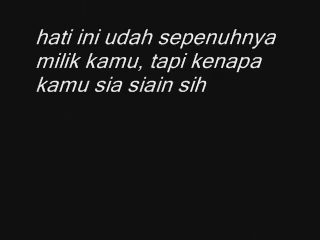 hati ini udah sepenuhnya
milik kamu, tapi kenapa
kamu sia siain sih